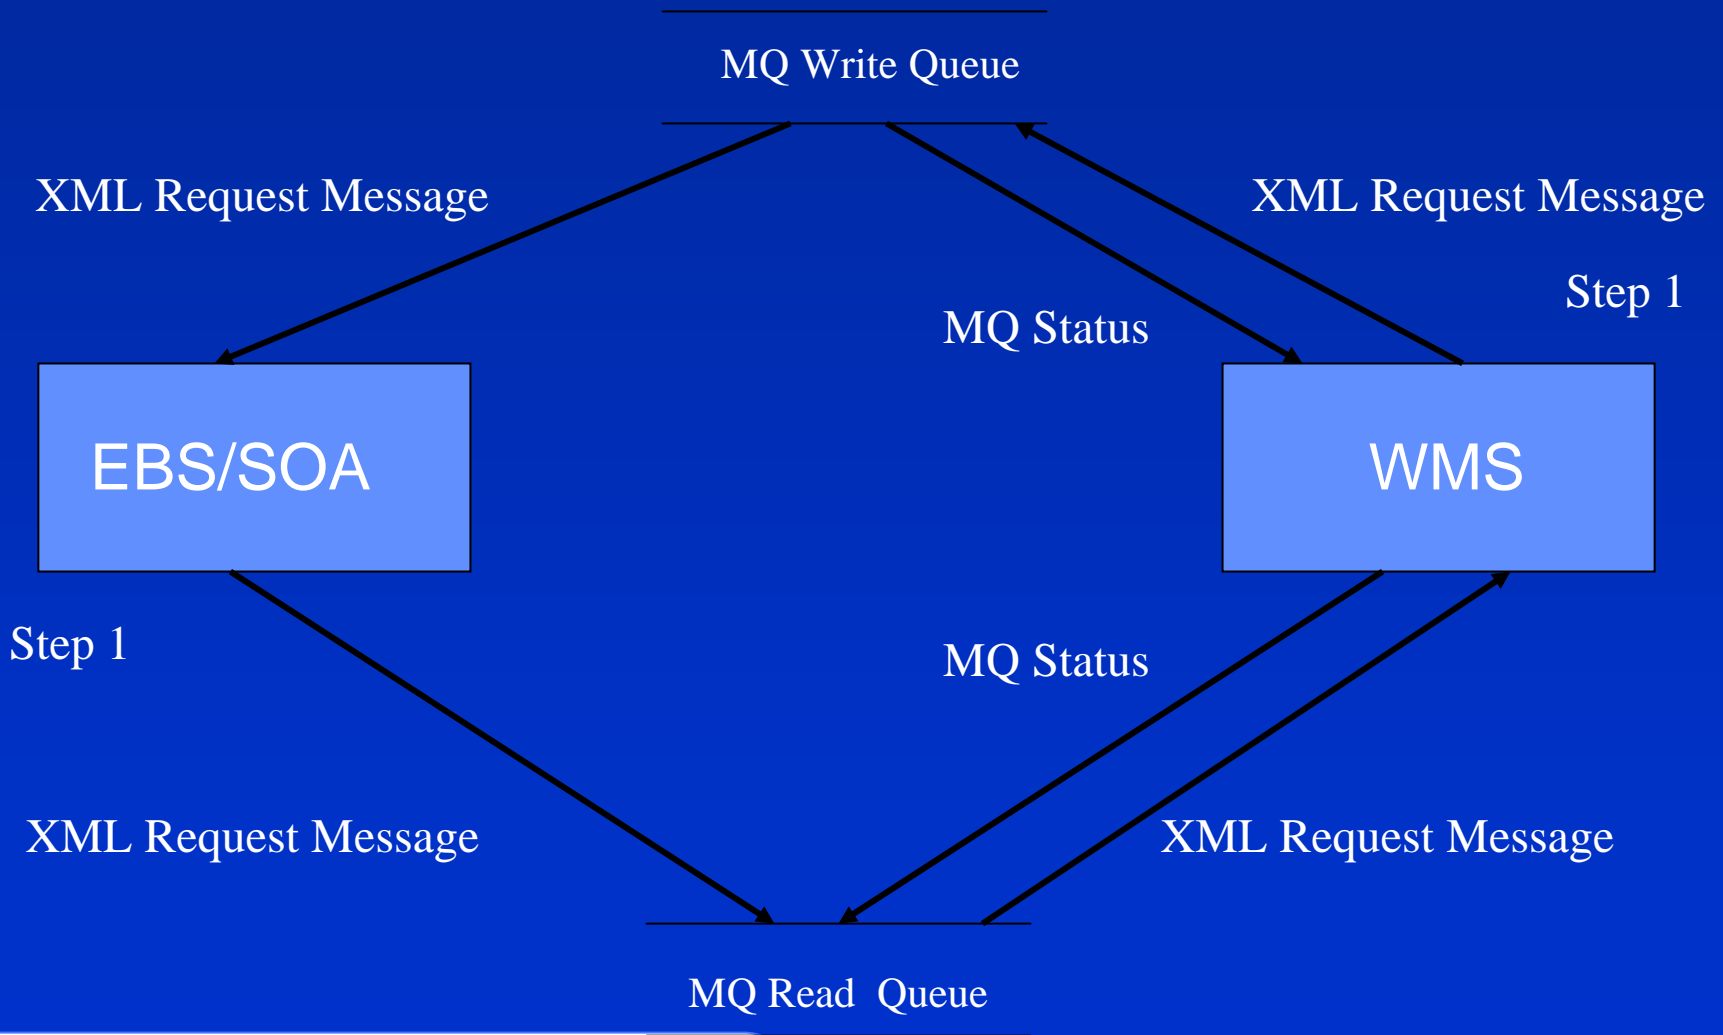 MQ Write Queue
XML Request Message
XML Request Message
Step 1
MQ Status
EBS/SOA
WMS
Step 1
MQ Status
XML Request Message
XML Request Message
MQ Read  Queue